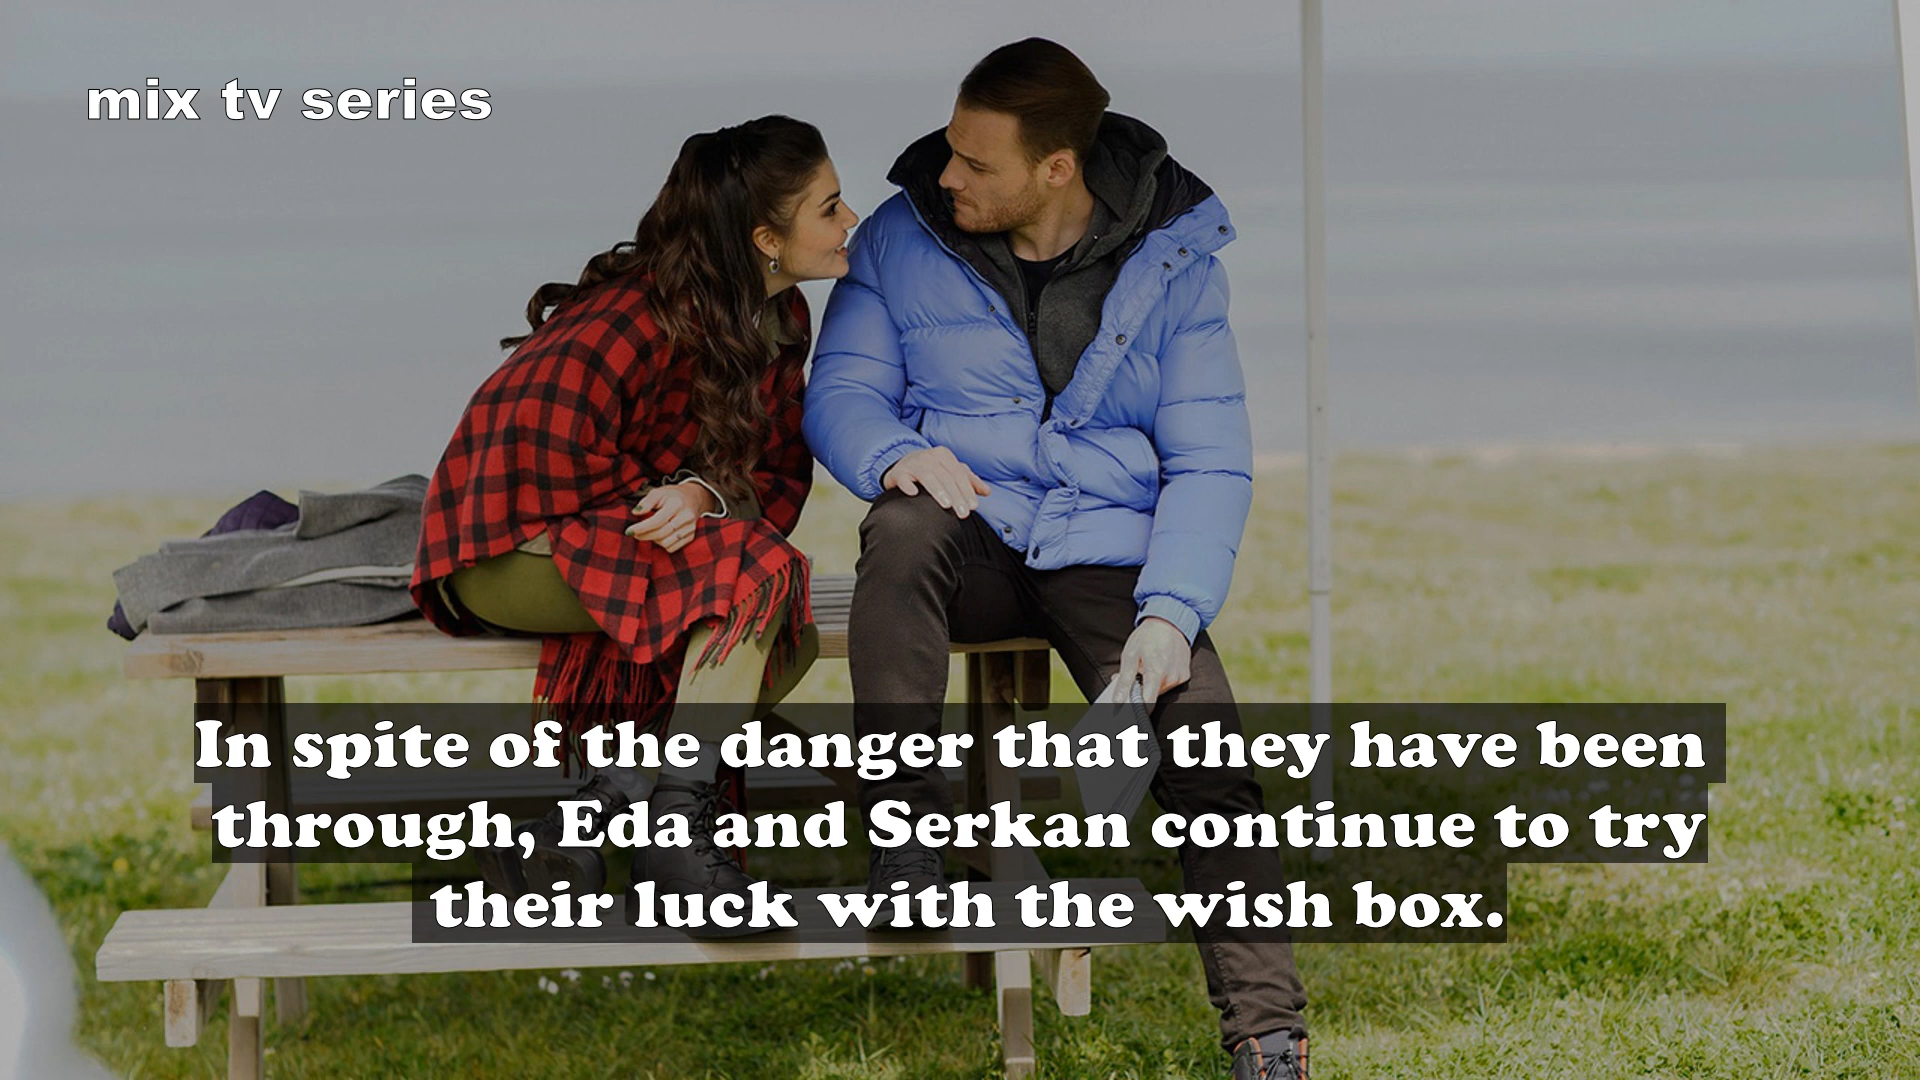 mix tv series
In spite of the danger that they have been
through, Eda and Serkan continue to try
their luck with the wish box.